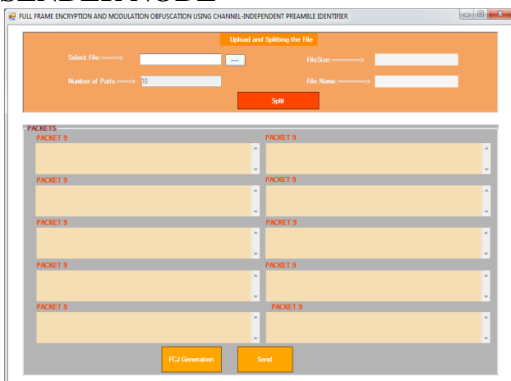 SENDER NODE
FULL FRAME ENCRYPTION AND MODULATION OBFUSCATION USING CHANNEL-INDEPENDENT PREAMBLE IDENTIFIER
Upload and Splitting the File
Select File:------>
FileSize:-------->
Number of Parts:----> 10
File Name:-------->
Split
PACKETS
PACKET 9 PACKET 9
PACKET 9 PACKET 9
PACKET 9 PACKET 9
PACKET 9 PACKET 9
PACKET 9 PACKET 9
FCJ Generation Send